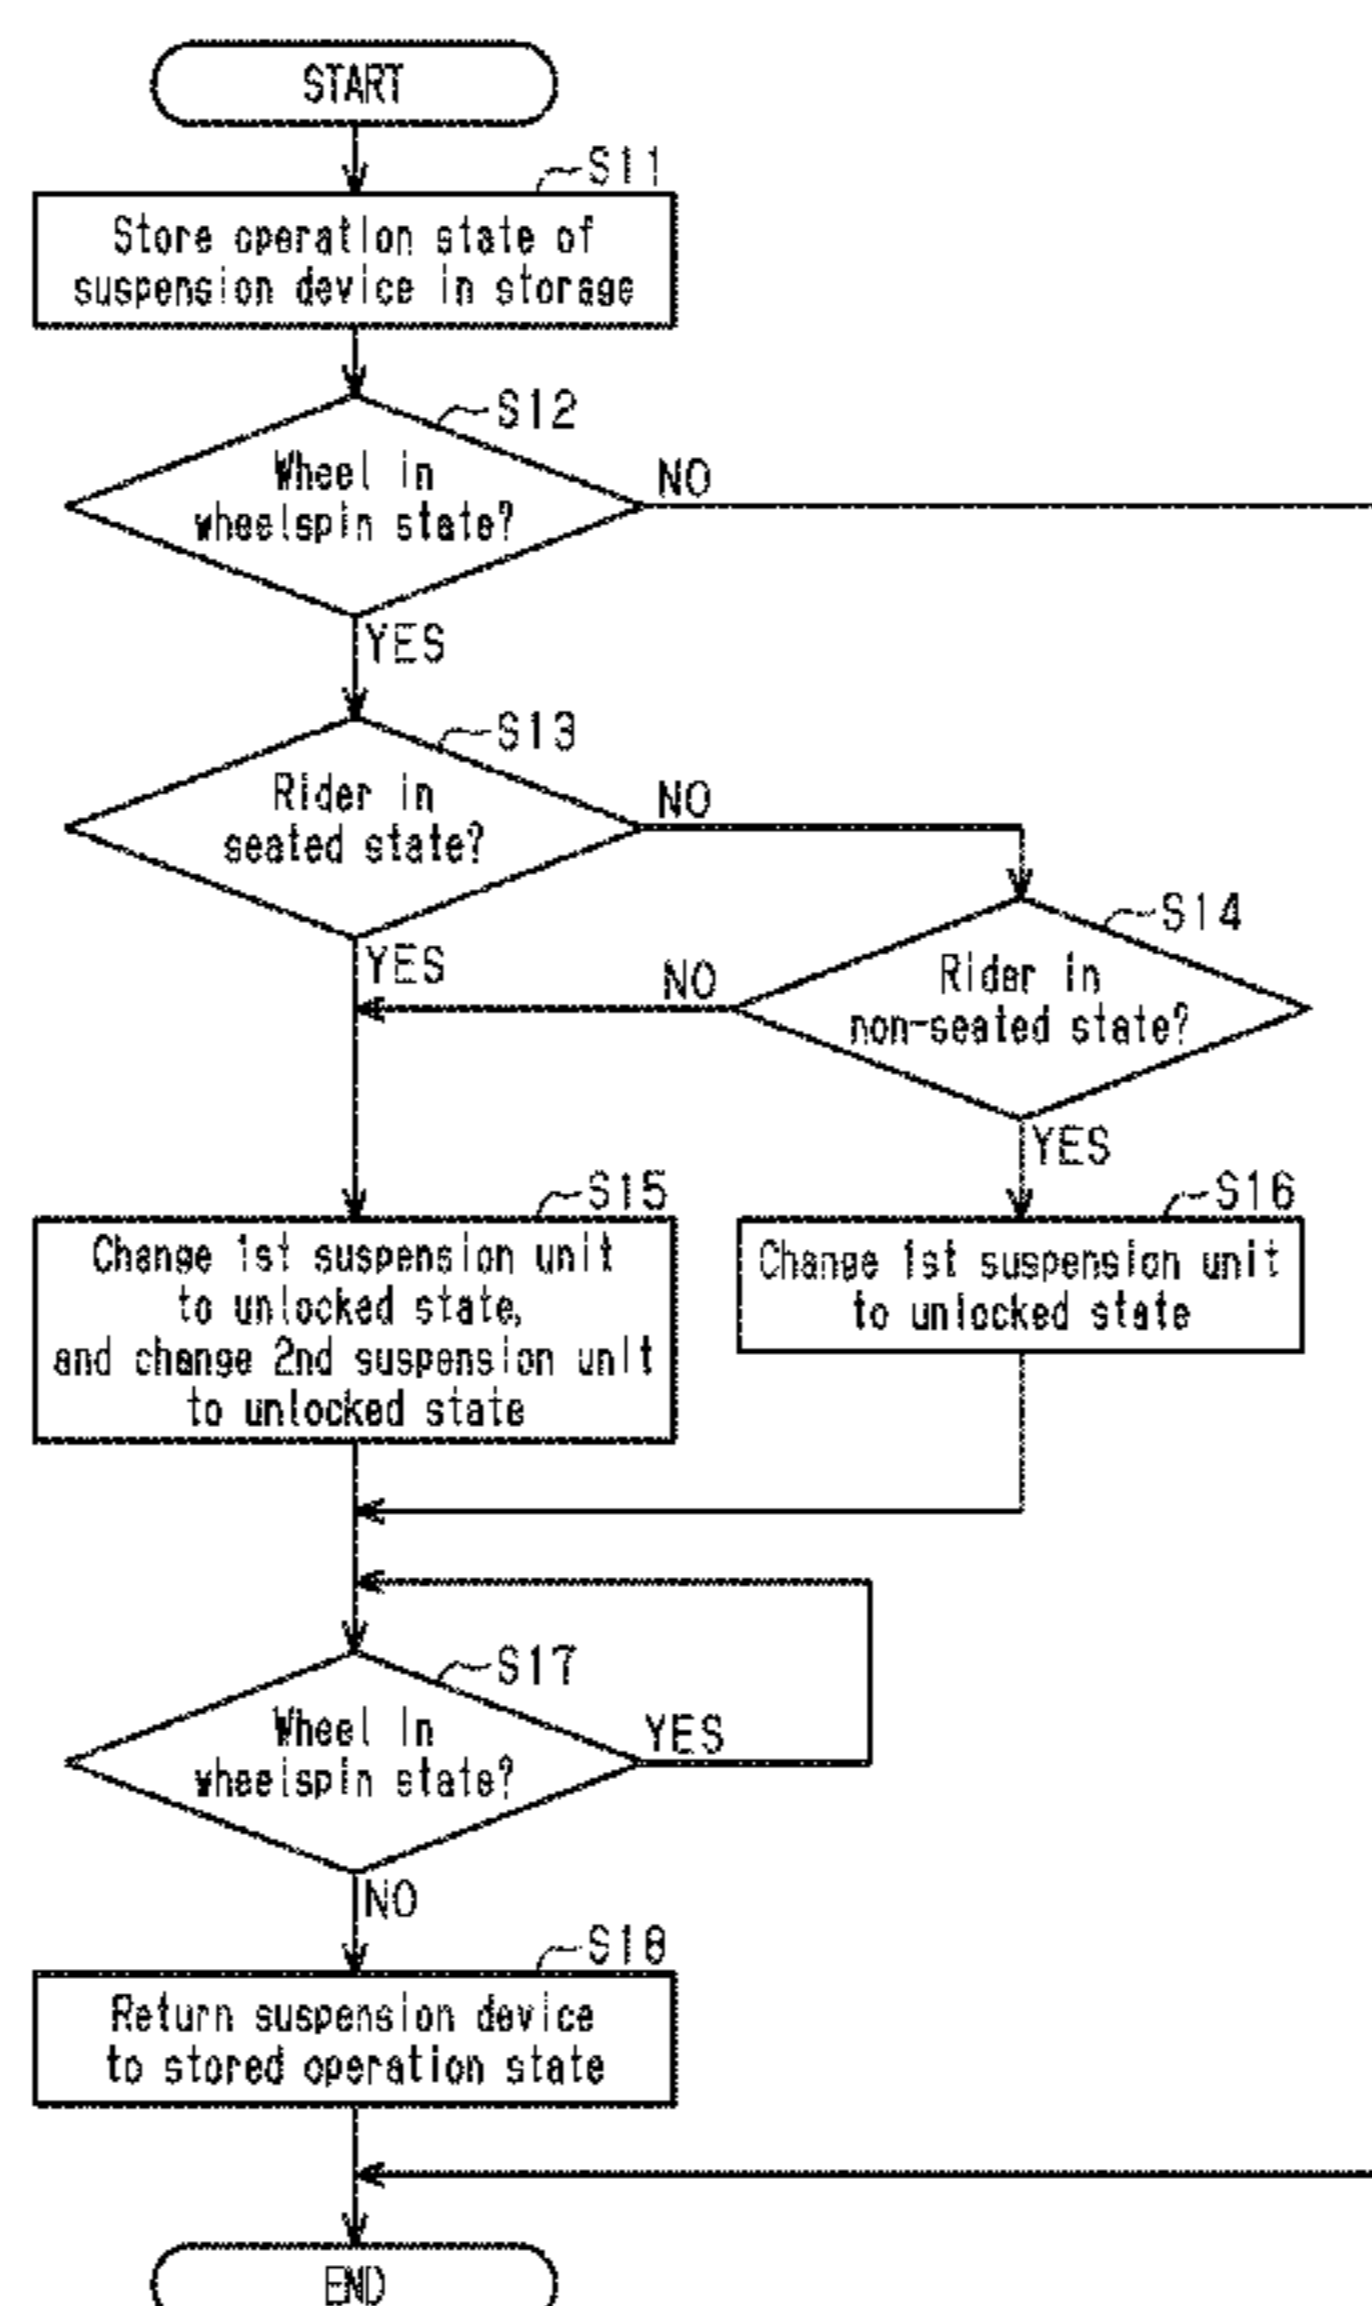 START
S11
Store operation state of
suspension device in storage
S12
Wheel in
wheelspin state?
NO
YES
S13
Rider in
seated state?
NO
YES
S14
Rider in
non-seated state?
NO
YES
S15
Change 1st suspension unit
to unlocked state,
and change 2nd suspension unit
to unlocked state
S16
Change 1st suspension unit
to unlocked state
S17
Wheel in
wheelspin state?
YES
NO
S18
Return suspension device
to stored operation state
END